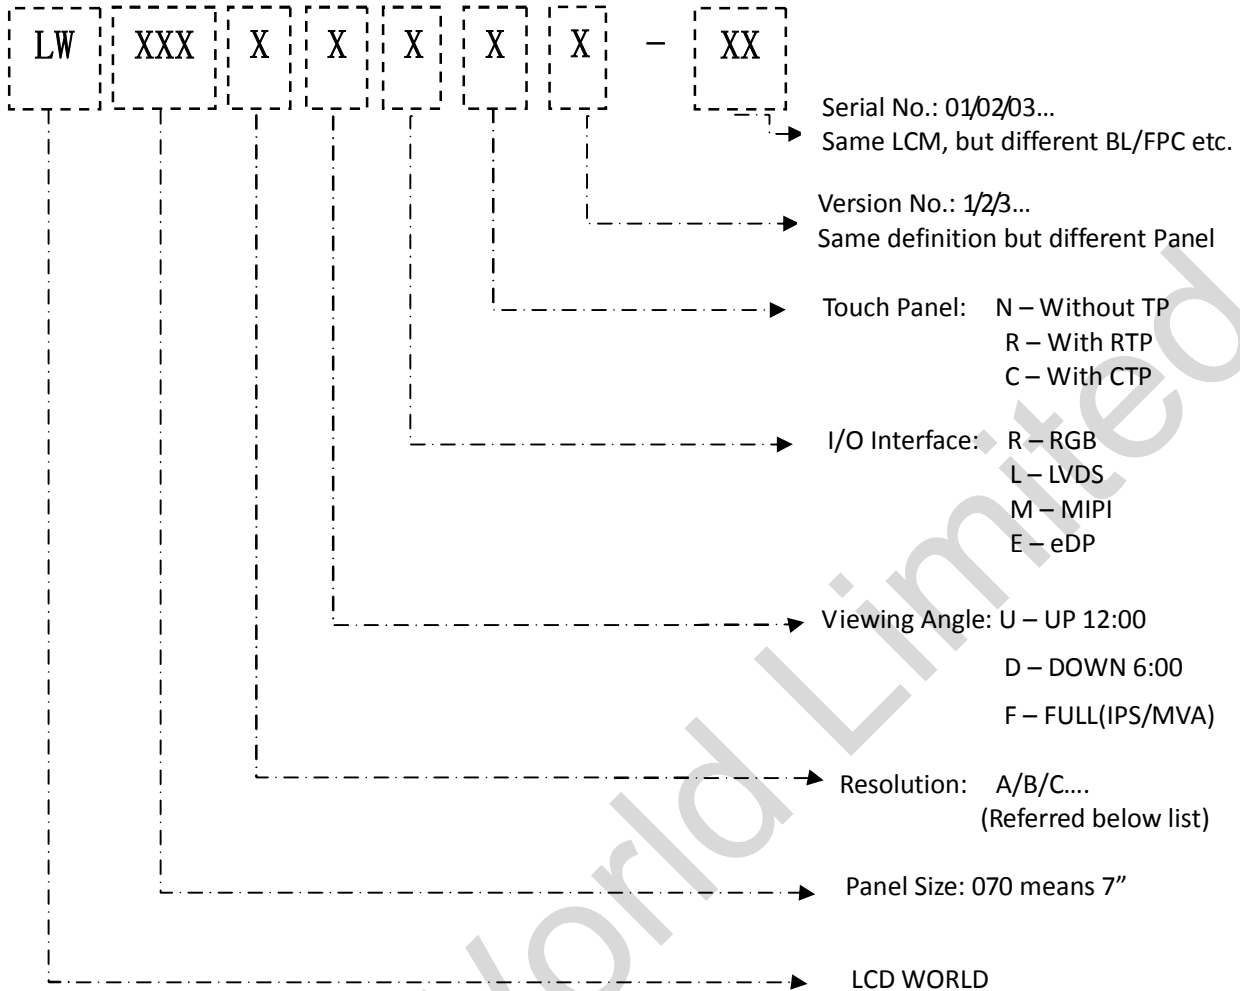 LW XXX X X X X X - XX
Serial No.: 01/02/03...
Same LCM, but different BL/FPC etc.
Version No.: 1/2/3...
Same definition but different Panel
Touch Panel: N – Without TP
R – With RTP
C – With CTP
I/O Interface: R – RGB
L – LVDS
M – MIPI
E – eDP
Viewing Angle: U – UP 12:00
D – DOWN 6:00
F – FULL(IPS/MVA)
Resolution: A/B/C....
(Referred below list)
Panel Size: 070 means 7”
LCD WORLD
World Limited